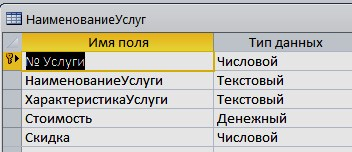 НаименованиеУслуг
Имя поля Тип данных
№ Услуги Числовой
НаименованиеУслуги Текстовый
ХарактеристикаУслуги Текстовый
Стоимость Денежный
Скидка Числовой